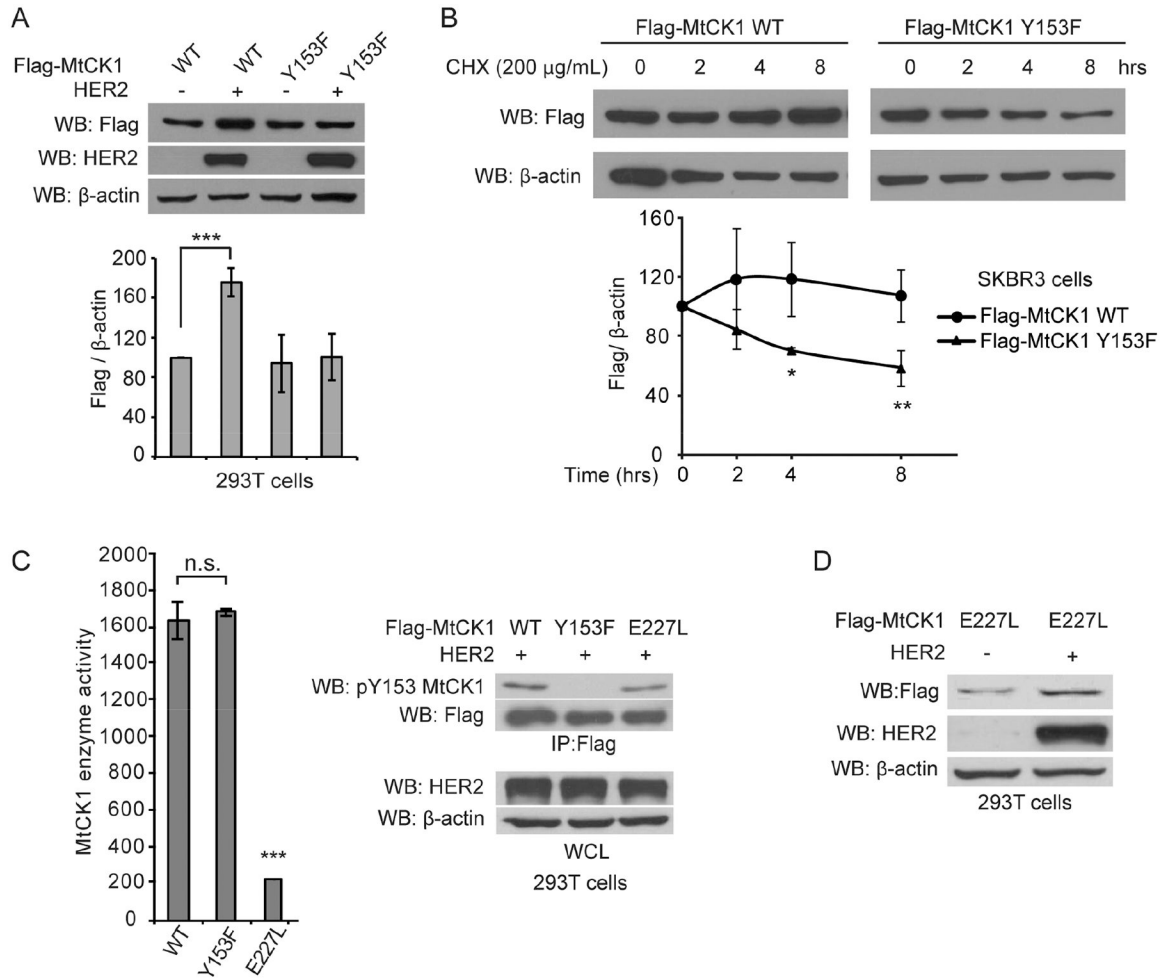 A
Flag-MtCK1 WT WT Y153F Y153F
HER2 - + - +
WB: Flag
WB: HER2
WB: β-actin
***
Flag / β-actin
200
160
120
80
40
0
293T cells
B
Flag-MtCK1 WT Flag-MtCK1 Y153F
CHX (200 µg/mL) 0 2 4 8 0 2 4 8 hrs
WB: Flag
WB: β-actin
Flag/ β-actin
160
120
80
40
0
*
**
Time (hrs) 0 2 4 8
SKBR3 cells
Flag-MtCK1 WT
Flag-MtCK1 Y153F
C
MtCK1 enzyme activity
2000
1800
1600
1400
1200
1000
800
600
400
200
0
n.s.
***
WT Y153F E227L
Flag-MtCK1 WT Y153F E227L
HER2 + + +
WB: pY153 MtCK1
WB: Flag
IP:Flag
WB: HER2
WB: β-actin
WCL
293T cells
D
Flag-MtCK1 E227L E227L
HER2 - +
WB:Flag
WB: HER2
WB: β-actin
293T cells